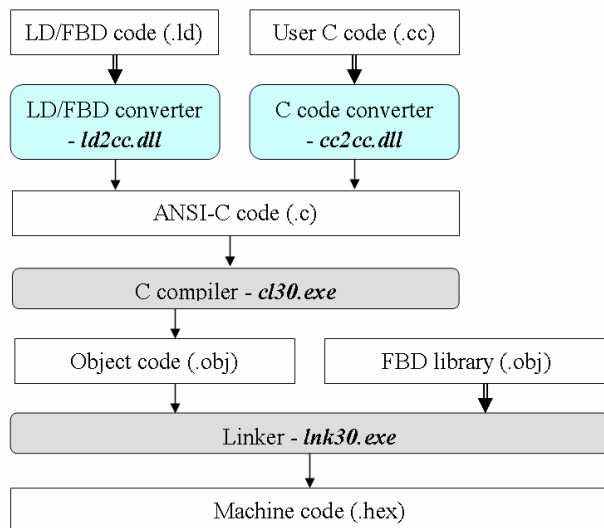 LD/FBD code (.ld)
User C code (.cc)
LD/FBD converter
- ld2cc.dll
C code converter
- cc2cc.dll
ANSI-C code (.c)
C compiler - cl30.exe
Object code (.obj)
FBD library (.obj)
Linker - lnk30.exe
Machine code (.hex)